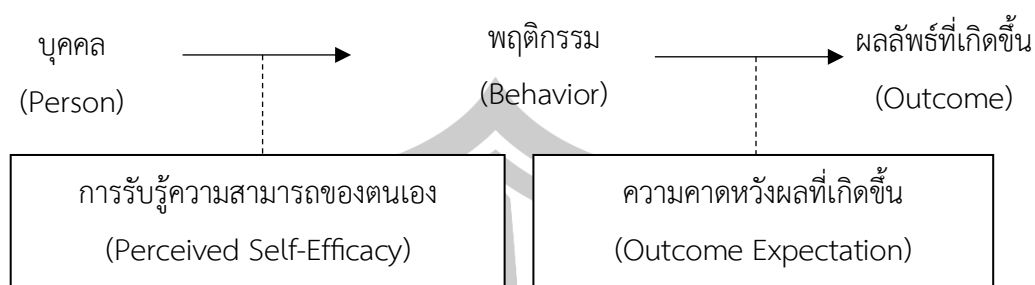 บุคคล
(Person)
พฤติกรรม
(Behavior)
ผลลัพธ์ที่เกิดขึ้น
(Outcome)
การรับรู้ความสามารถของตนเอง
(Perceived Self-Efficacy)
ความคาดหวังผลที่เกิดขึ้น
(Outcome Expectation)